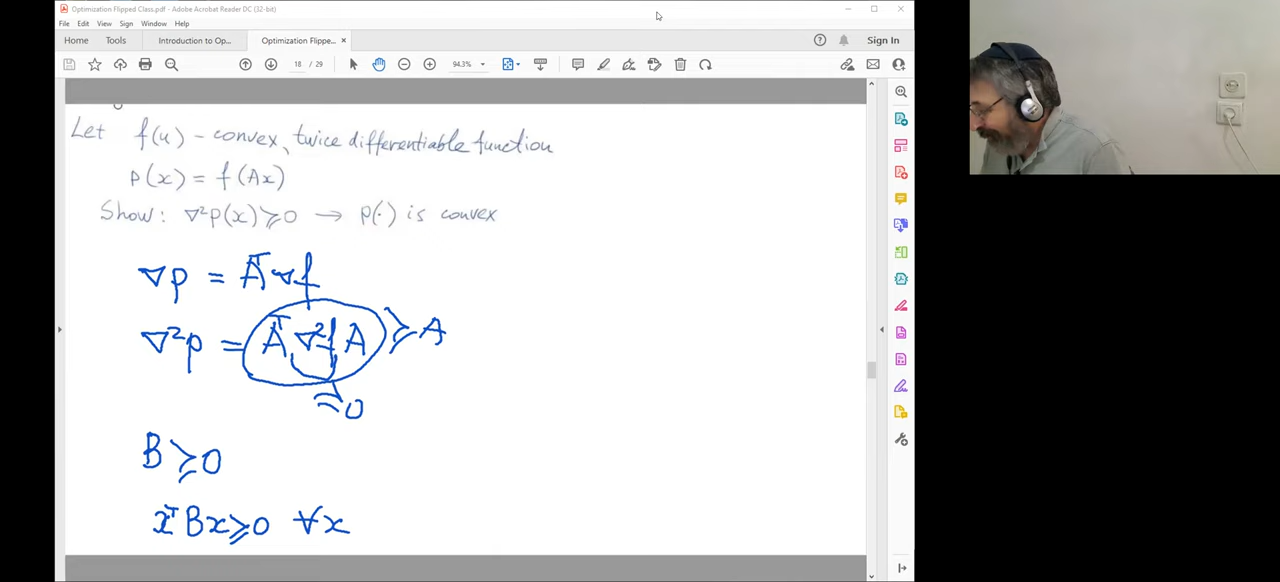 Optimization Flipped Class.pdf - Adobe Acrobat Reader DC (32-bit)
File Edit View Sign Window Help
Home Tools Introduction to Op... Optimization Flippe... × Sign In
18 / 29 94.3%
Let f(u) - convex, twice differentiable function
p(x) = f(Ax)
Show: ∇²p(x) ≽ 0 → p(·) is convex
∇p = Aᵀ∇f
∇²p = Aᵀ∇²f A ≽ A
≽ 0
B ≽ 0
xᵀBx ≥ 0 ∀x